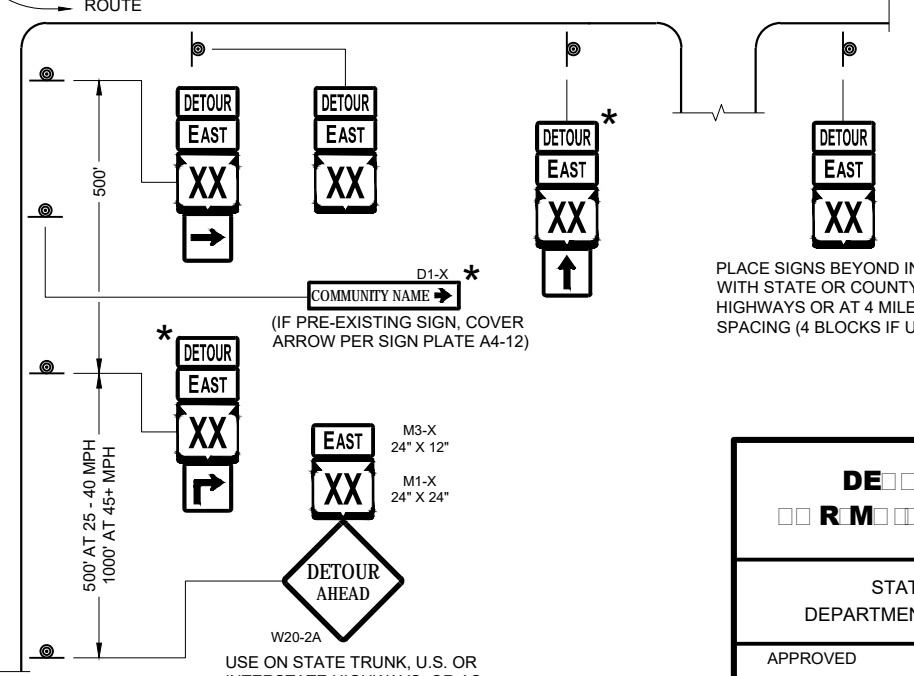 ROUTE
DETOUR
EAST
XX
DETOUR
EAST
XX
DETOUR
*
EAST
XX
DETOUR
EAST
XX
500'
D1-X
*
COMMUNITY NAME
(IF PRE-EXISTING SIGN, COVER
ARROW PER SIGN PLATE A4-12)
PLACE SIGNS BEYOND
WITH STATE OR COUNTY
HIGHWAYS OR AT 4 MILE
SPACING (4 BLOCKS IF
*
DETOUR
EAST
XX
500' AT 25 - 40 MPH
1000' AT 45+ MPH
EAST
M3-X
24" X 12"
XX
M1-X
24" X 24"
DETOUR
AHEAD
W20-2A
USE ON STATE TRUNK, U.S. OR
APPROVED